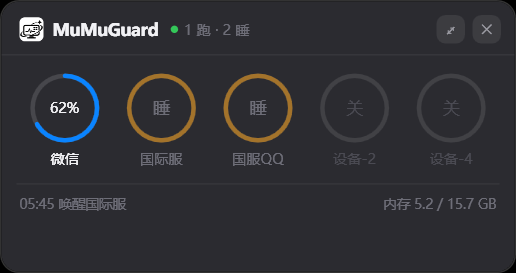 MuMuGuard 1 跑 · 2 睡
62% 睡 睡 关 关
微信 国际服 国服QQ 设备-2 设备-4
05:45 唤醒国际服 内存 5.2 / 15.7 GB